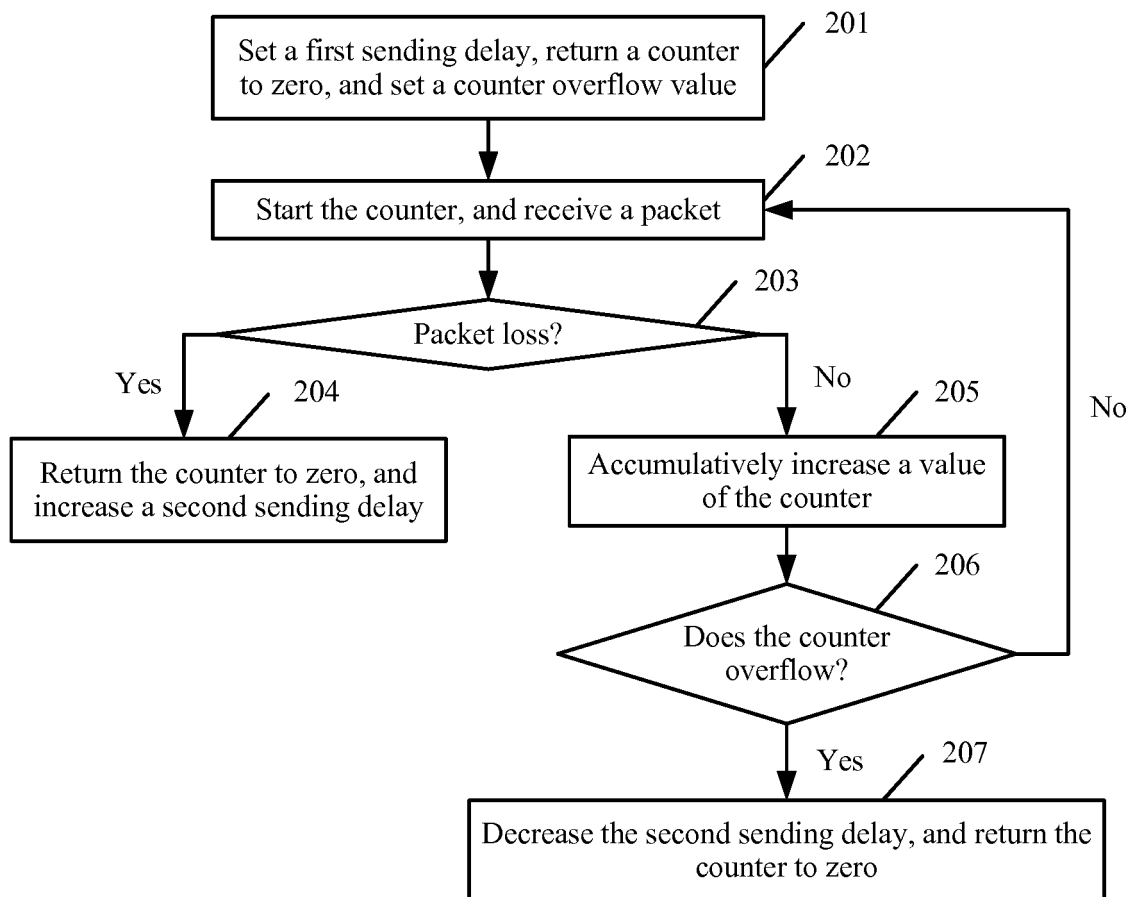 201
Set a first sending delay, return a counter
to zero, and set a counter overflow value
202
Start the counter, and receive a packet
203
Packet loss?
Yes
No
204
205
No
Return the counter to zero, and
increase a second sending delay
Accumulatively increase a value
of the counter
206
Does the counter
overflow?
Yes
207
Decrease the second sending delay, and return the
counter to zero